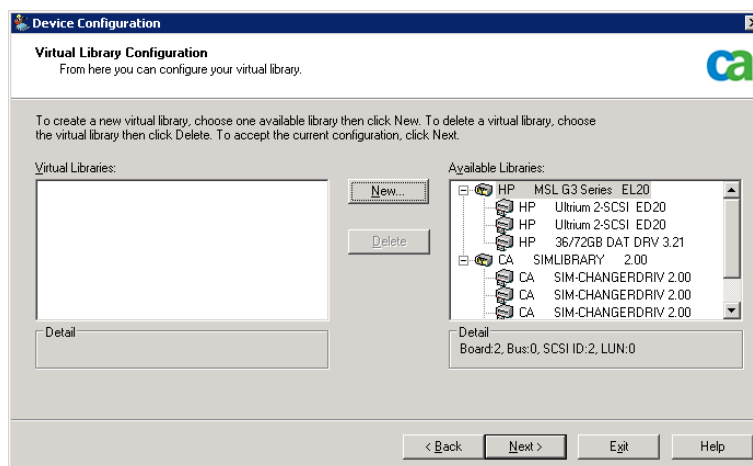 Device Configuration
Virtual Library Configuration
From here you can configure your virtual library.
ca
To create a new virtual library, choose one available library then click New. To delete a virtual library, choose
the virtual library then click Delete. To accept the current configuration, click Next.
Virtual Libraries:
New...
Delete
Available Libraries:
HP MSL G3 Series EL20
HP Ultrium 2-SCSI ED20
HP Ultrium 2-SCSI ED20
HP 36/72GB DAT DRV 3.21
CA SIMLIBRARY 2.00
CA SIM-CHANGERDRIV 2.00
CA SIM-CHANGERDRIV 2.00
CA SIM-CHANGERDRIV 2.00
Detail
Detail
Board:2, Bus:0, SCSI ID:2, LUN:0
< Back
Next >
Exit
Help